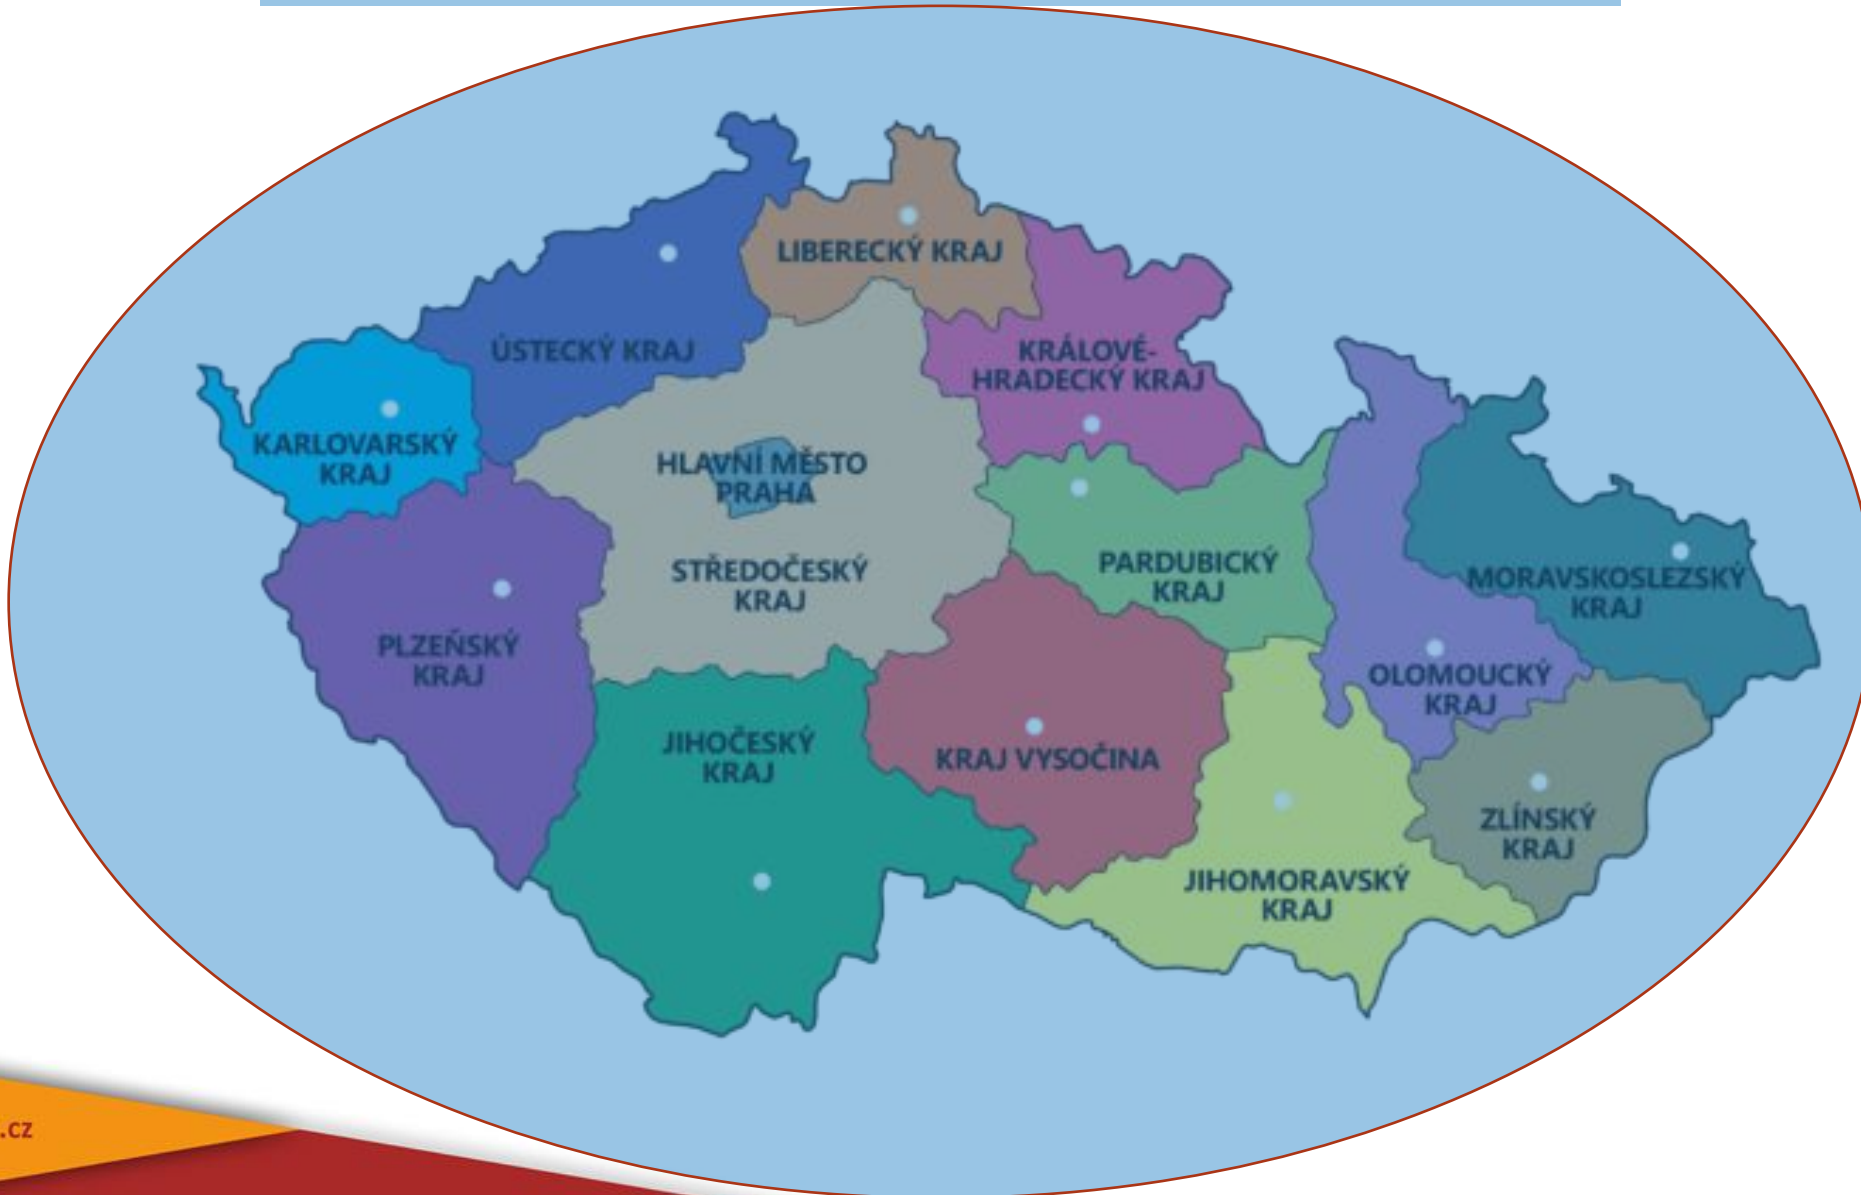 LIBERECKÝ KRAJ
ÚSTECKÝ KRAJ
KRÁLOVÉ-
HRADECKÝ KRAJ
KARLOVARSKÝ
KRAJ
HLAVNÍ MĚSTO
PRAHA
STŘEDOČESKÝ
KRAJ
PARDUBICKÝ
KRAJ
MORAVSKOSLEZSKÝ
KRAJ
PLZEŇSKÝ
KRAJ
OLOMOUCKÝ
KRAJ
JIHOČESKÝ
KRAJ
KRAJ VYSOČINA
ZLÍNSKÝ
KRAJ
JIHOMORAVSKÝ
KRAJ
.cz